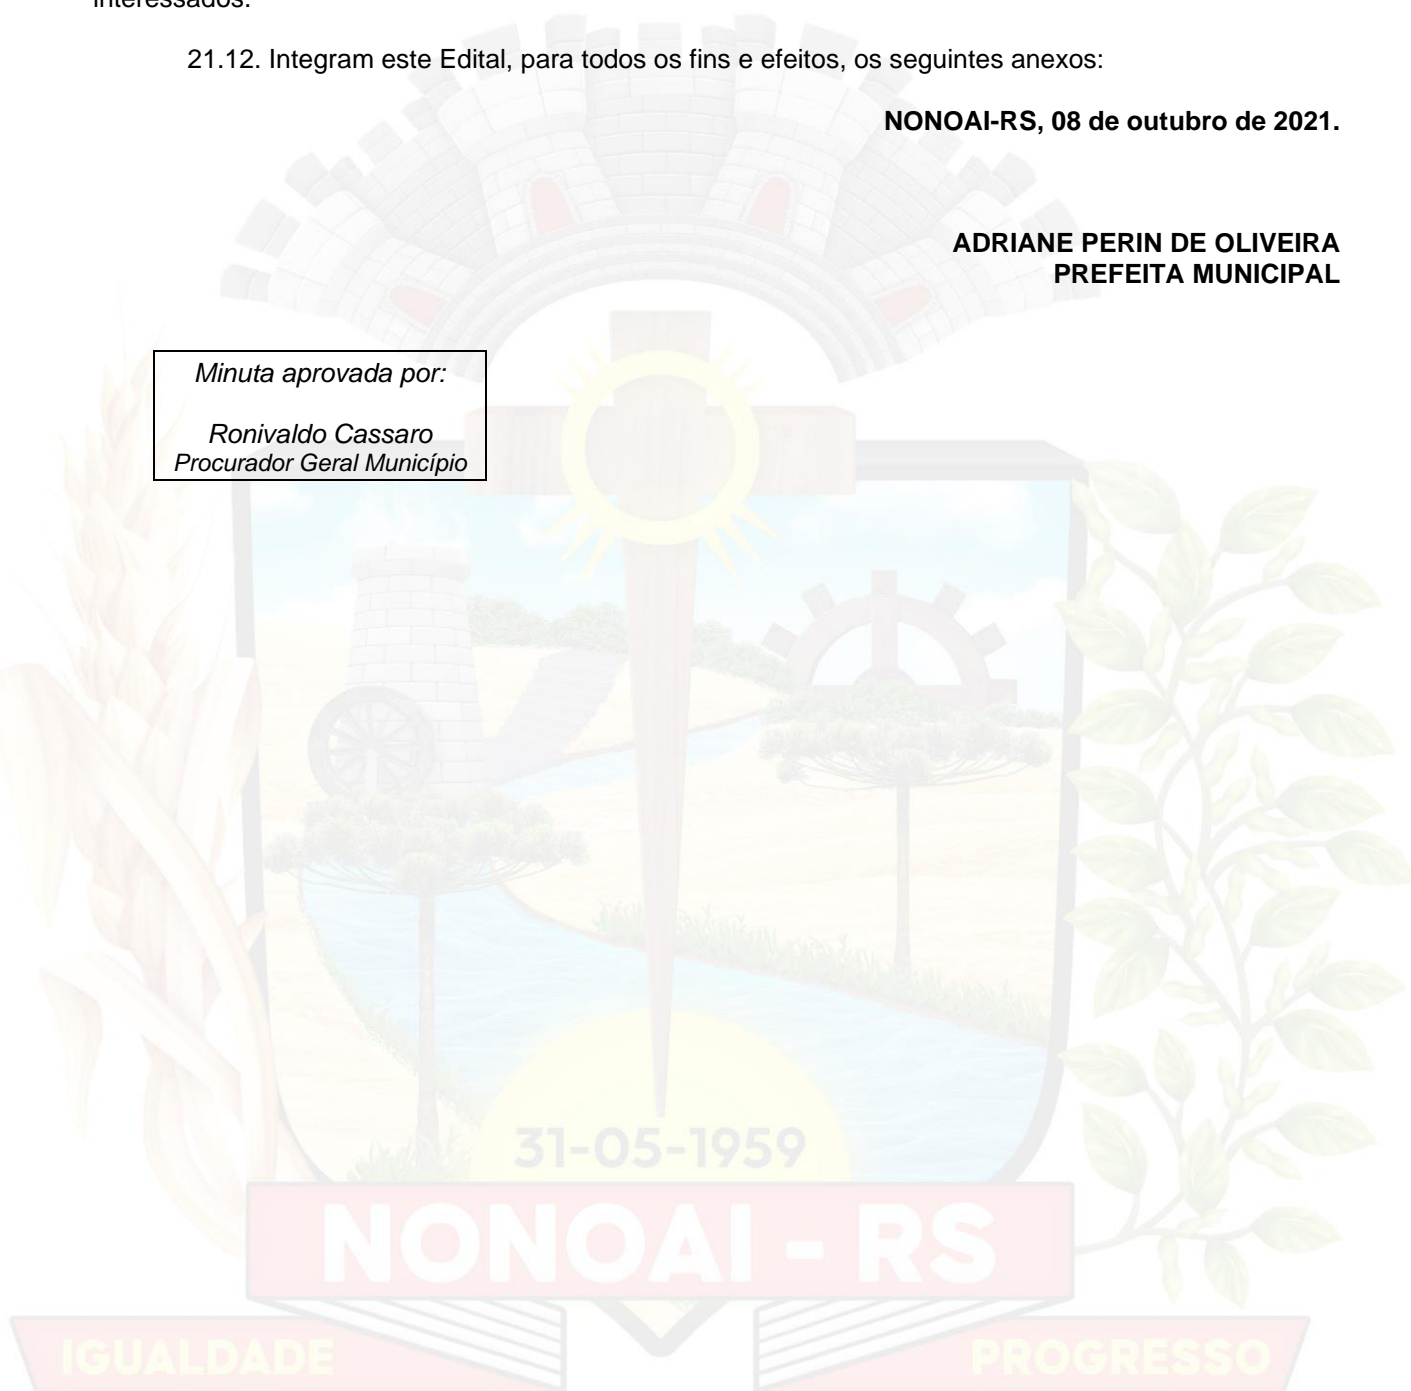 interessados.
21.12. Integram este Edital, para todos os fins e efeitos, os seguintes anexos:
NONOAI-RS, 08 de outubro de 2021.
ADRIANE PERIN DE OLIVEIRA
PREFEITA MUNICIPAL
Minuta aprovada por:
Ronivaldo Cassaro
Procurador Geral Município
31-05-1959
NONOAI - RS
IGUALDADE
PROGRESSO